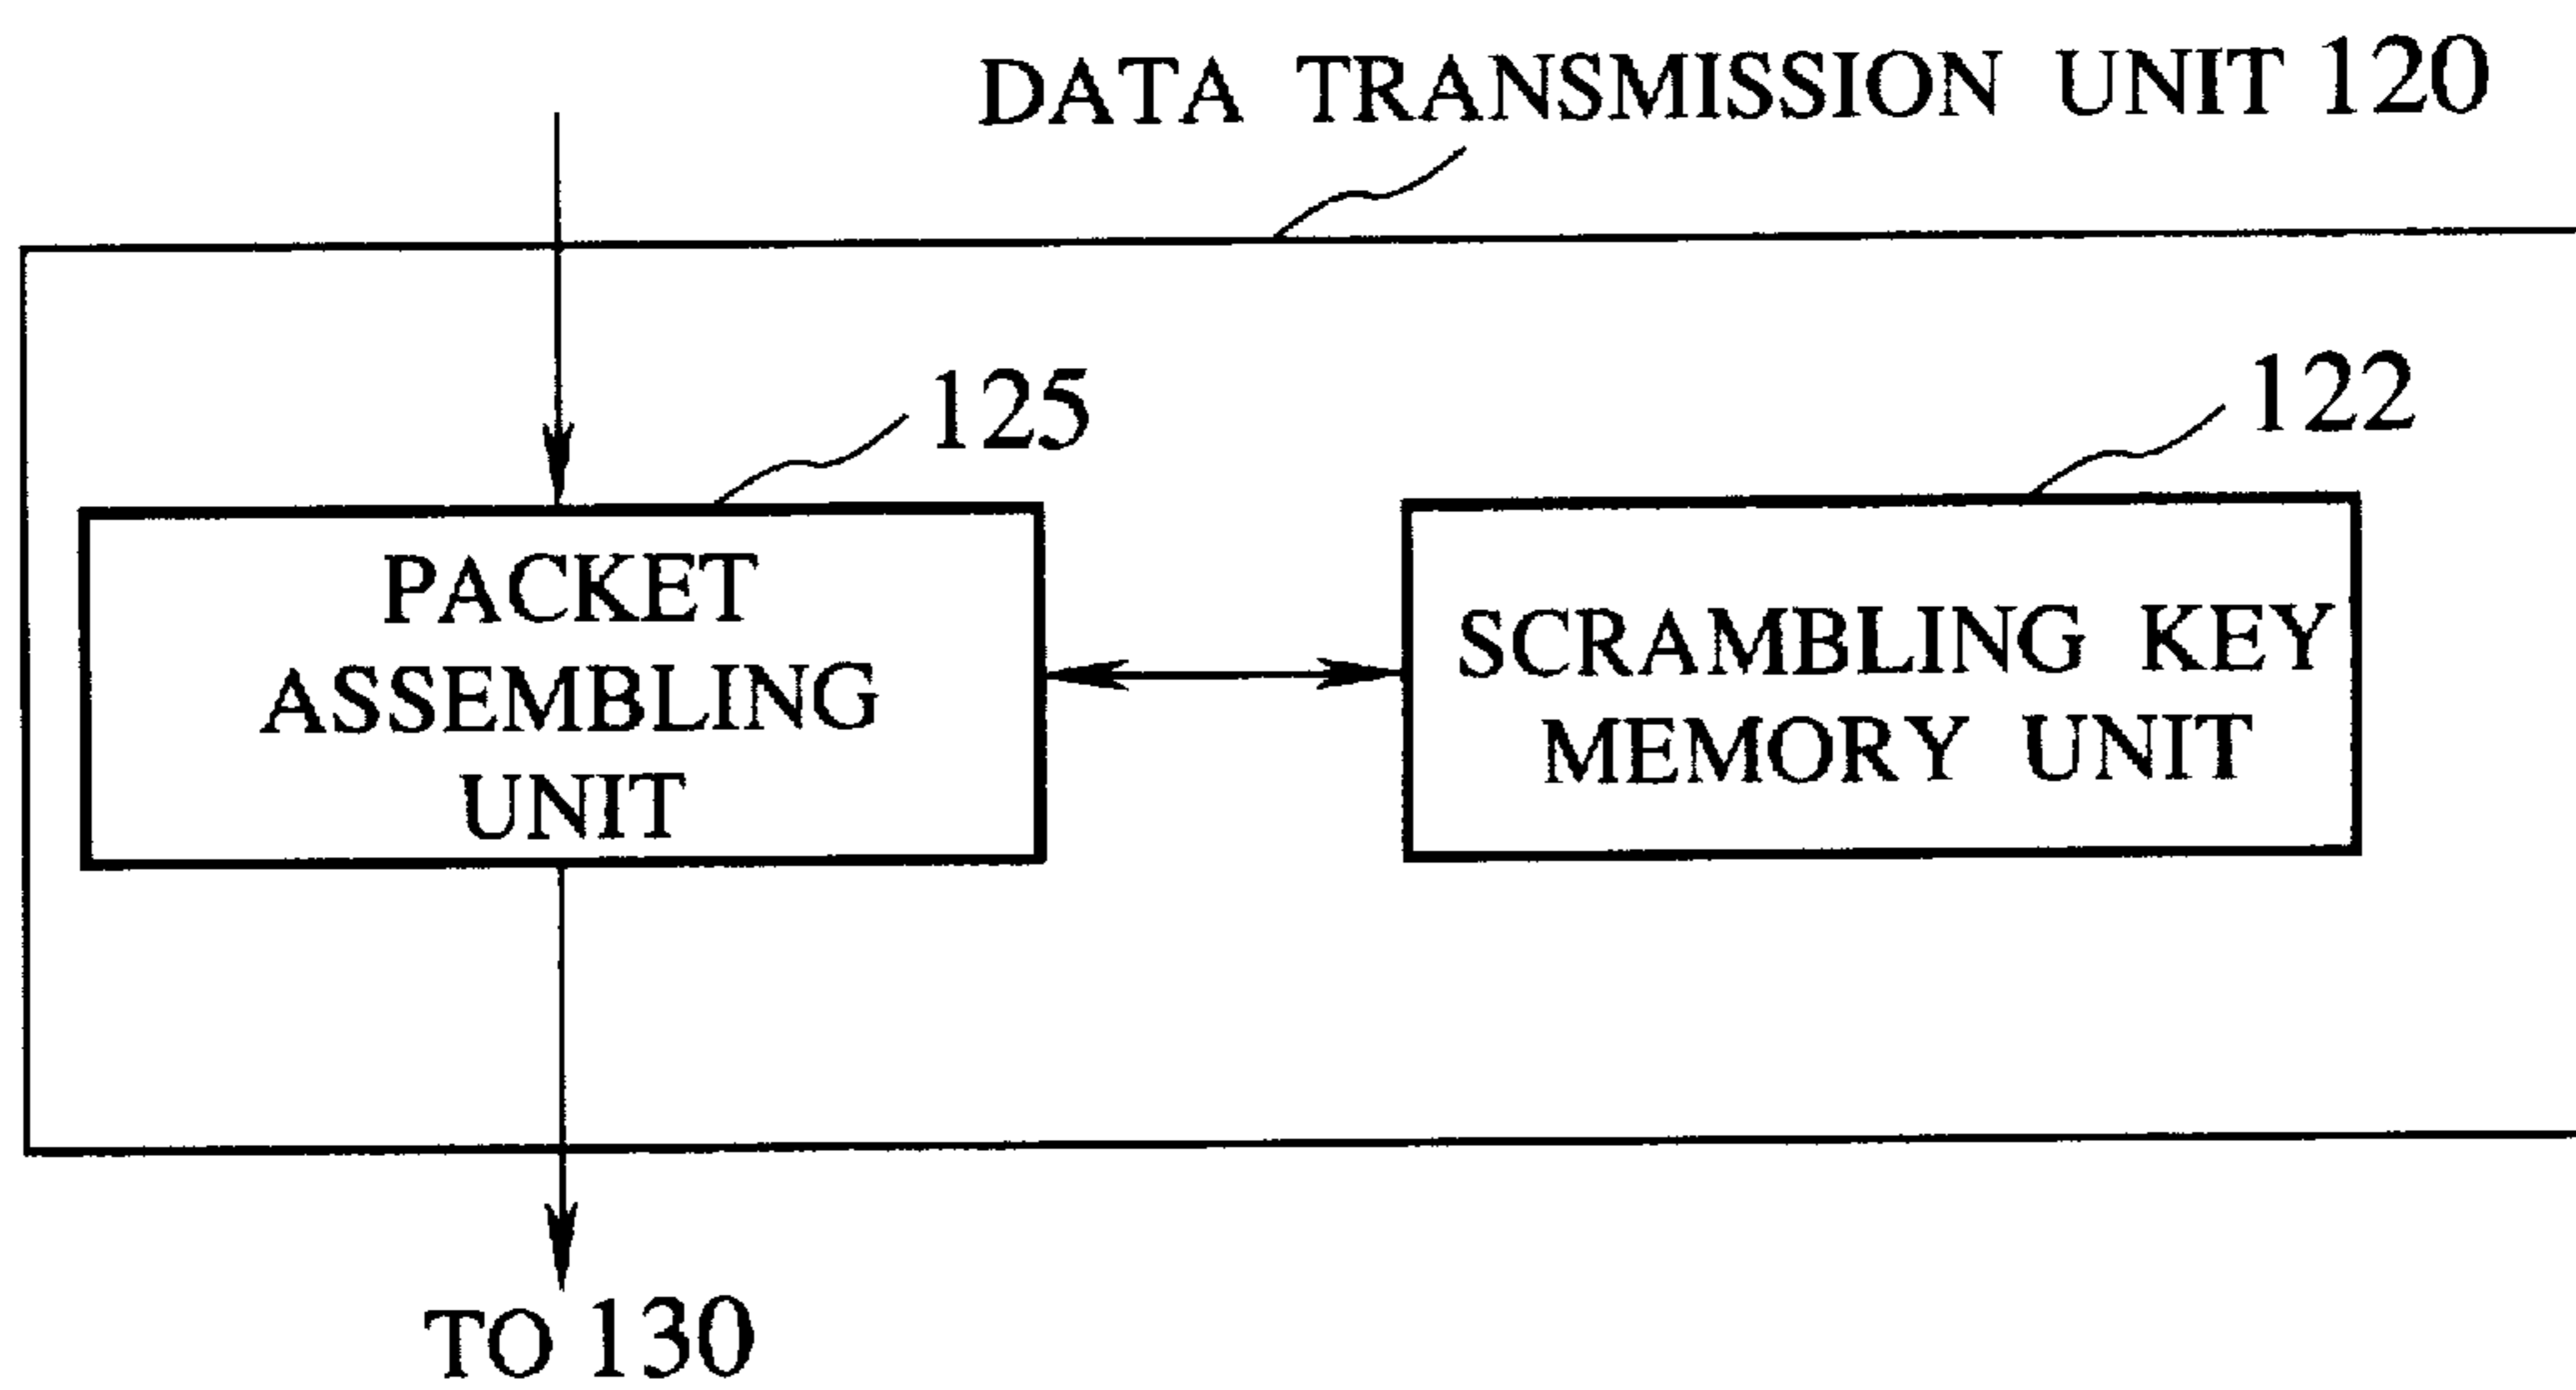 DATA TRANSMISSION UNIT 120
125
122
PACKET
ASSEMBLING
UNIT
SCRAMBLING KEY
MEMORY UNIT
TO 130